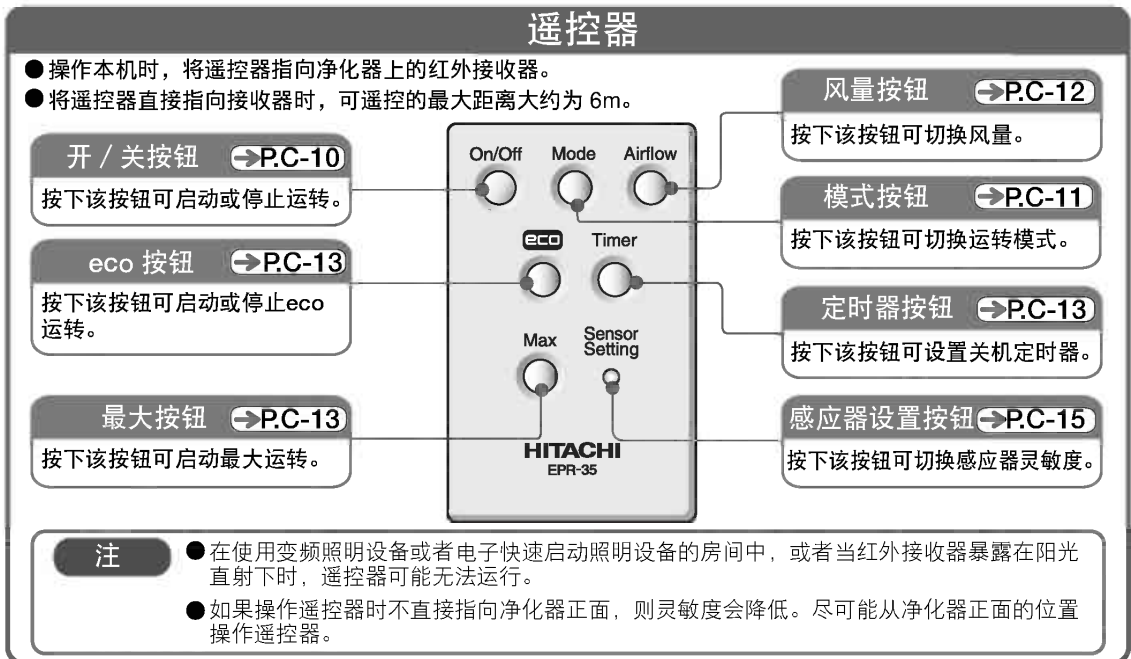 遥控器
●操作本机时，将遥控器指向净化器上的红外接收器。
●将遥控器直接指向接收器时，可遥控的最大距离大约为 6m。
开 / 关按钮 P.C-10
按下该按钮可启动或停止运转。
eco 按钮 P.C-13
按下该按钮可启动或停止eco
运转。
最大按钮 P.C-13
按下该按钮可启动最大运转。
On/Off Mode Airflow
eco Timer
Max Sensor
Setting
HITACHI
EPR-35
风量按钮 P.C-12
按下该按钮可切换风量。
模式按钮 P.C-11
按下该按钮可切换运转模式。
定时器按钮 P.C-13
按下该按钮可设置关机定时器。
感应器设置按钮 P.C-15
按下该按钮可切换感应器灵敏度。
注
●在使用变频照明设备或者电子快速启动照明设备的房间中，或者当红外接收器暴露在阳光
直射下时，遥控器可能无法运行。
●如果操作遥控器时不直接指向净化器正面，则灵敏度会降低。尽可能从净化器正面的位置
操作遥控器。